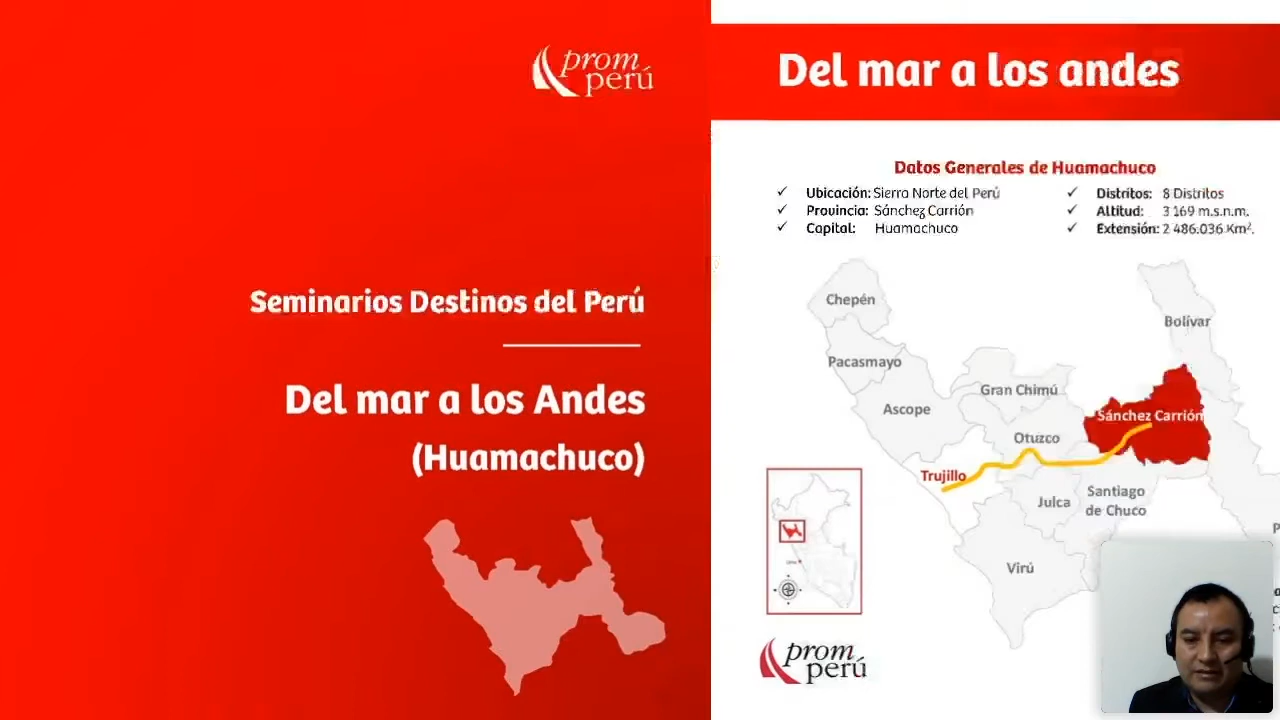 prom
perú
Seminarios Destinos del Perú
Del mar a los Andes
(Huamachuco)
Del mar a los andes
Datos Generales de Huamachuco
✓ Ubicación: Sierra Norte del Perú
✓ Provincia: Sánchez Carrión
✓ Capital: Huamachuco
✓ Distritos: 8 Distritos
✓ Altitud: 3 169 m.s.n.m.
✓ Extensión: 2 486.036 Km².
Chepén
Bolívar
Pacasmayo
Gran Chimú
Ascope
Sánchez Carrión
Otuzco
Trujillo
Santiago
de Chuco
Julca
Virú
prom
perú